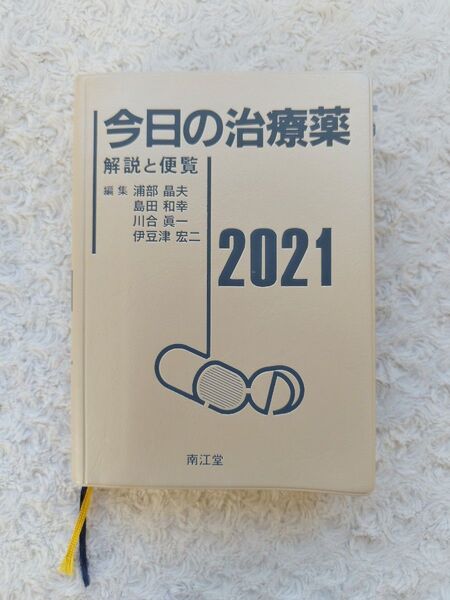 今日の治療薬
解説と便覧
編集 浦部 晶夫
島田 和幸
川合 眞一
伊豆津 宏二
2021
南江堂